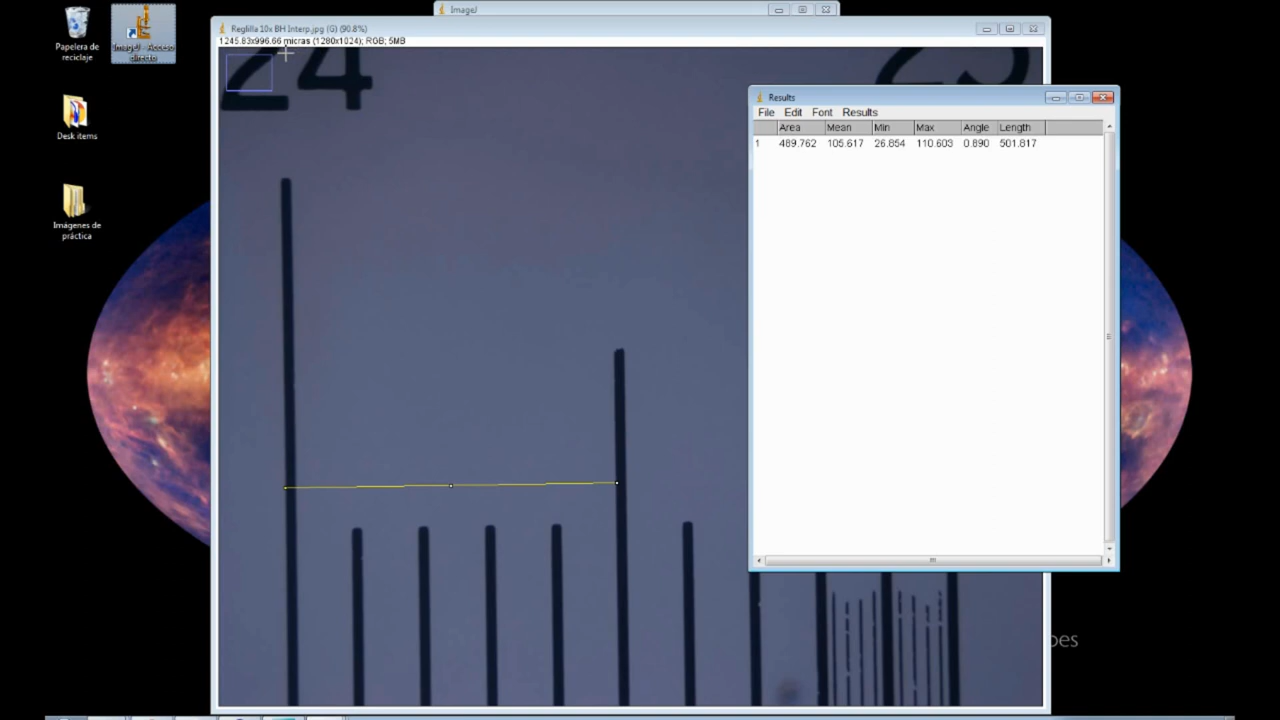 ImageJ
Papelera de
reciclaje
ImageJ - Acceso
directo
Desk items
Imágenes de
práctica
Reglilla 10x BH Interp.jpg (G) (90.8%)
1245.83x996.66 micras (1280x1024); RGB; 5MB
24
Results
File Edit Font Results
Area Mean Min Max Angle Length
1 489.762 105.617 26.854 110.603 0.890 501.817